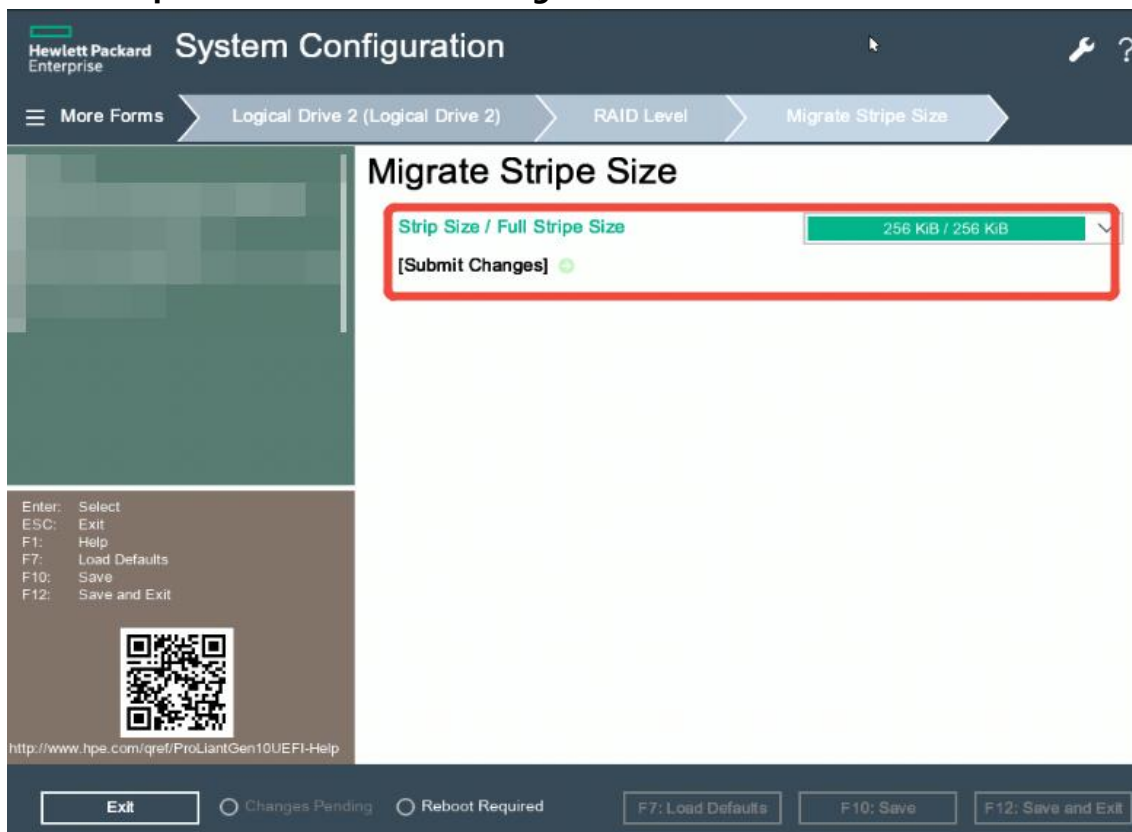 Hewlett Packard
Enterprise
System Configuration
?
More Forms
Logical Drive 2 (Logical Drive 2)
RAID Level
Migrate Stripe Size
Migrate Stripe Size
Strip Size / Full Stripe Size
256 KiB / 256 KiB
[Submit Changes]
Enter: Select
ESC: Exit
F1: Help
F7: Load Defaults
F10: Save
F12: Save and Exit
http://www.hpe.com/qref/ProLiantGen10UEFI-Help
Exit
Changes Pending
Reboot Required
F7: Load Defaults
F10: Save
F12: Save and Exit